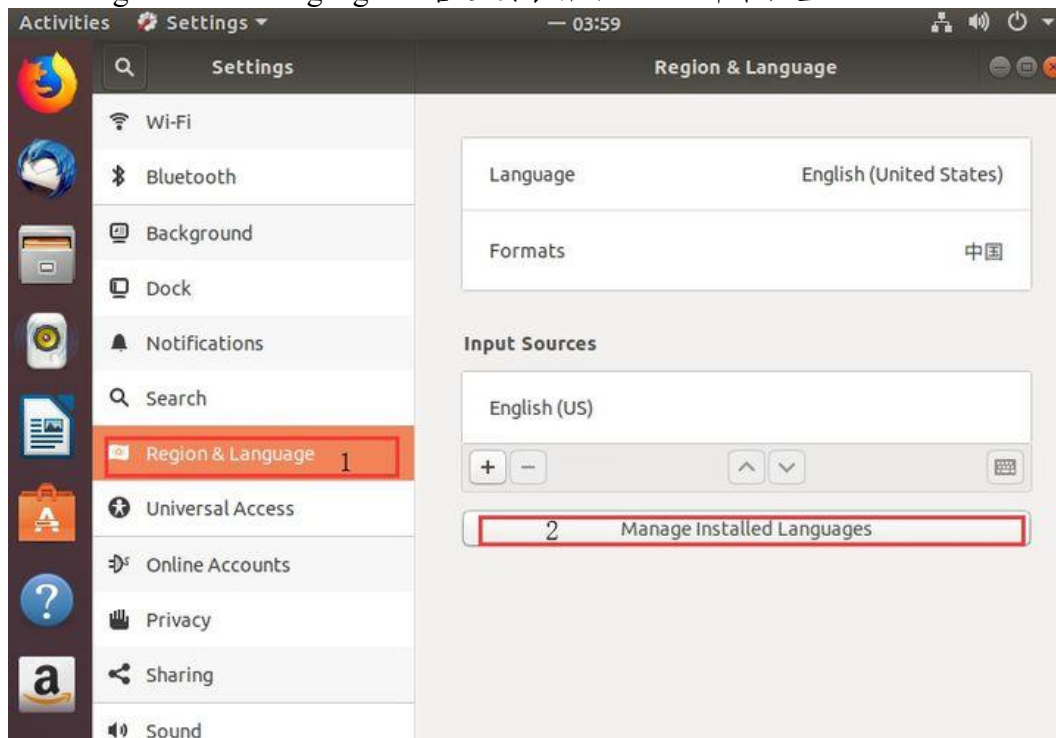 Activities Settings — 03:59
Settings Region & Language
Wi-Fi
Bluetooth
Background
Dock
Notifications
Search
Region & Language 1
Universal Access
Online Accounts
Privacy
Sharing
Sound
Language English (United States)
Formats 中国
Input Sources
English (US)
2 Manage Installed Languages